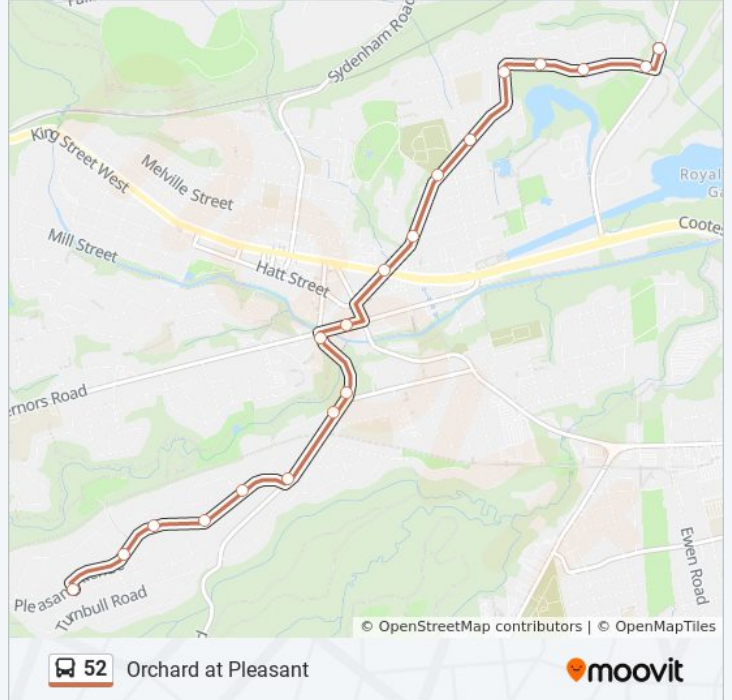 Sydenham Road
King Street West
Melville Street
Royal
Ga
Cootes
Mill Street
Hatt Street
ernors Road
Ewen Road
Pleasan
Turnbull Road
© OpenStreetMap contributors | © OpenMapTiles
52 Orchard at Pleasant
moovit